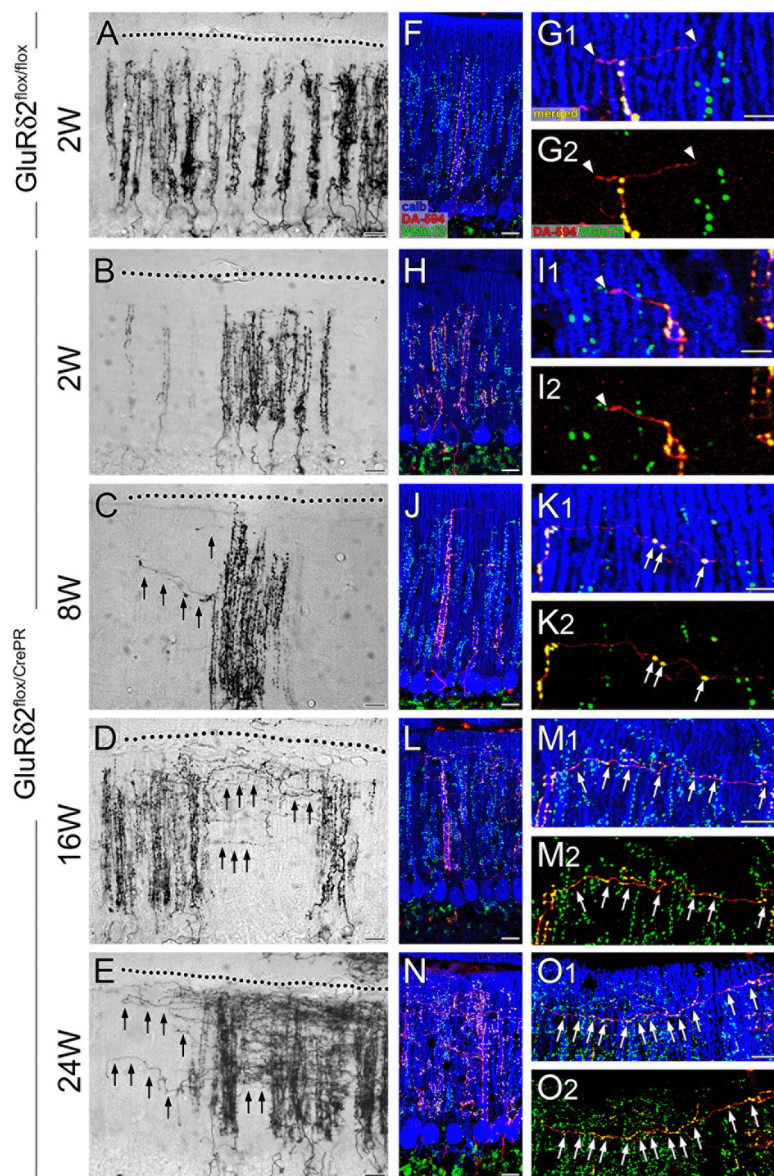 GluRδ2flox/flox
2W
A
F
calb
DA-594
VGluT2
G1
merged
G2
DA-594/VGluT2
GluRδ2flox/CrePR
2W
B
H
I1
I2
8W
C
J
K1
K2
16W
D
L
M1
M2
24W
E
N
O1
O2